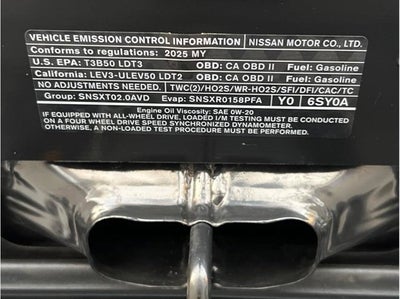 VEHICLE EMISSION CONTROL INFORMATION NISSAN MOTOR CO., LTD.
Conforms to regulations: 2025 MY
U.S. EPA: T3B50 LDT3 OBD: CA OBD II Fuel: Gasoline
California: LEV3-ULEV50 LDT2 OBD: CA OBD II Fuel: Gasoline
NO ADJUSTMENTS NEEDED. TWC(2)/HO2S/WR-HO2S/SFI/DFI/CAC/TC
Group: SNSXT02.0AVD Evap: SNSXR0158PFA Y0 6SY0A
Engine Oil Viscosity: SAE 0W-20
IF EQUIPPED WITH ALL-WHEEL DRIVE, LOADED I/M TESTING MUST BE CONDUCTED
ON A FOUR WHEEL DRIVE SPEED SYNCHRONIZED DYNAMOMETER.
OTHERWISE, A NON-LOADED TEST PROCEDURE MUST BE PERFORMED.